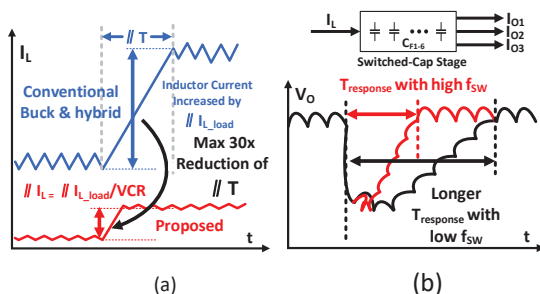 I_L
// T
Conventional
Buck & hybrid
Inductor Current
Increased by
// I_L_load
Max 30x
Reduction of
// T
// I_L = // I_L_load/VCR
Proposed
t
(a)
I_L
C_F1-6
I_O1
I_O2
I_O3
Switched-Cap Stage
V_O
T_response with high f_SW
Longer
T_response with
low f_SW
t
(b)